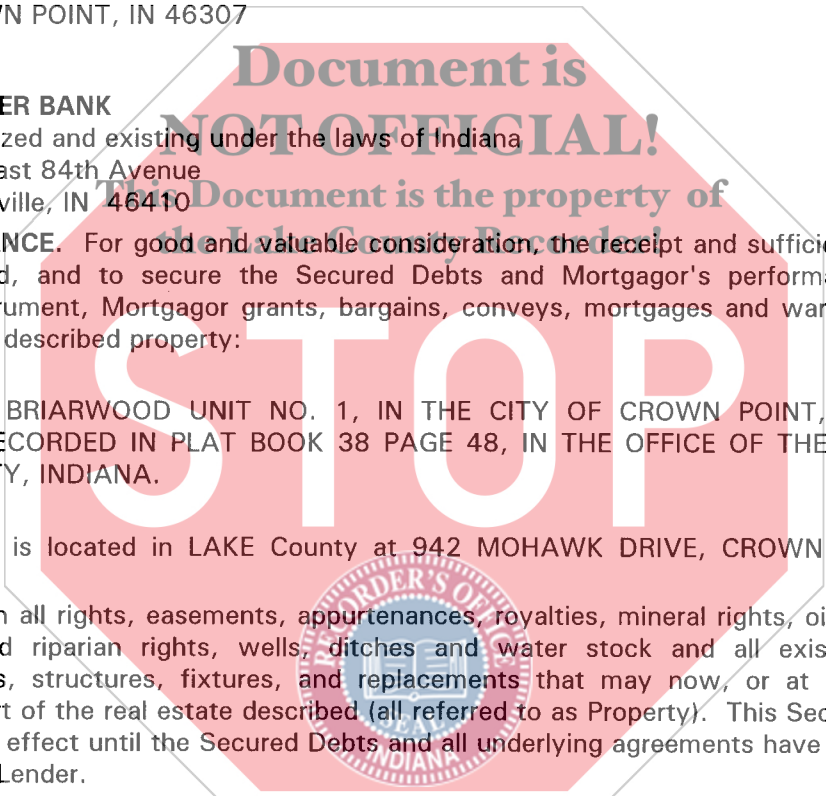 N POINT, IN 46307
Document is
NOT OFFICIAL!
ER BANK
zed and existing under the laws of Indiana
ast 84th Avenue
ville, IN 46410
This Document is the property of
the Lake County Recorder!
NCE. For good and valuable consideration, the receipt and suffici
d, and to secure the Secured Debts and Mortgagor's perform
rument, Mortgagor grants, bargains, conveys, mortgages and war
described property:
STOP
BRIARWOOD UNIT NO. 1, IN THE CITY OF CROWN POINT,
ECORDED IN PLAT BOOK 38 PAGE 48, IN THE OFFICE OF THE
Y, INDIANA.
is located in LAKE County at 942 MOHAWK DRIVE, CROWN
RECORDER'S OFFICE
n all rights, easements, appurtenances, royalties, mineral rights, oi
d riparian rights, wells, ditches and water stock and all exis
s, structures, fixtures, and replacements that may now, or at
rt of the real estate described (all referred to as Property). This Sec
effect until the Secured Debts and all underlying agreements have
Lender.
SEAL
INDIANA